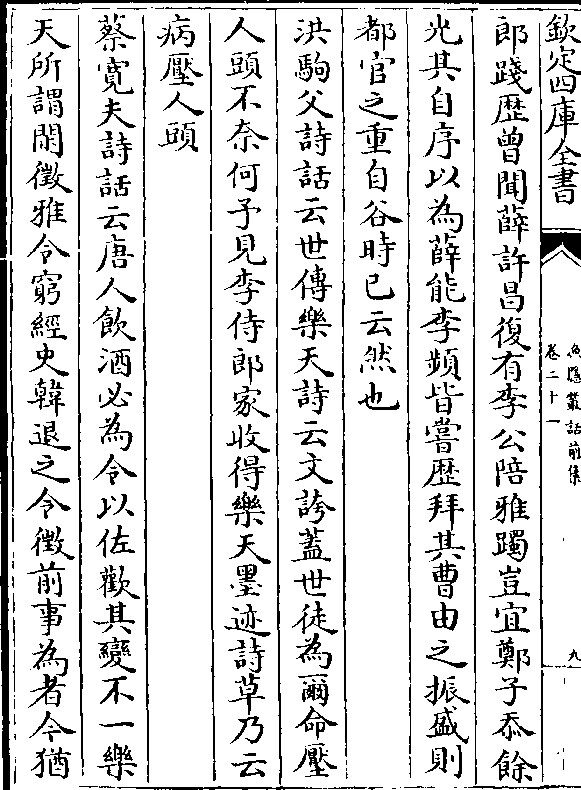 欽定四庫全書
漁隱叢話前集
卷二十一
九
郎踐歷曾聞薛許昌復有李公陪雅躅豈宜鄭子忝餘
光其自序以為薛能李頻皆嘗歷拜其曹由之振盛則
都官之重自谷時已云然也
洪駒父詩話云世傳樂天詩云文誇蓋世徒為爾命壓
人頭不奈何予見李侍郎家收得樂天墨迹詩草乃云
病壓人頭
蔡寬夫詩話云唐人飲酒必為令以佐歡其變不一樂
天所謂閒徵雅令窮經史韓退之令徵前事為者今猶